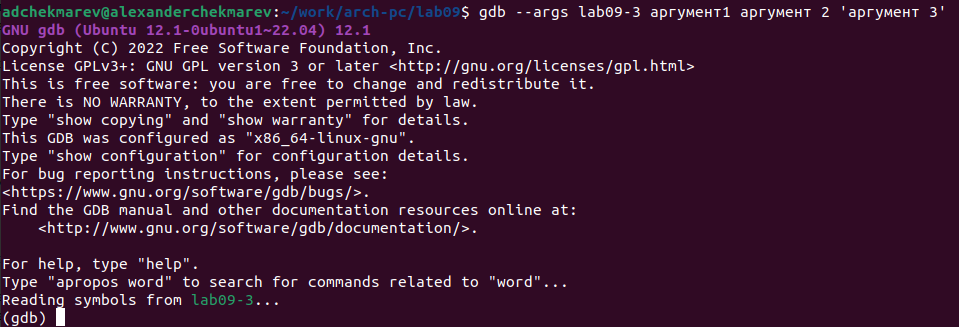 adchekmarev@alexanderchekmarev:~/work/arch-pc/lab09$ gdb --args lab09-3 аргумент1 аргумент 2 'аргумент 3'
GNU gdb (Ubuntu 12.1-0ubuntu1~22.04) 12.1
Copyright (C) 2022 Free Software Foundation, Inc.
License GPLv3+: GNU GPL version 3 or later <http://gnu.org/licenses/gpl.html>
This is free software: you are free to change and redistribute it.
There is NO WARRANTY, to the extent permitted by law.
Type "show copying" and "show warranty" for details.
This GDB was configured as "x86_64-linux-gnu".
Type "show configuration" for configuration details.
For bug reporting instructions, please see:
<https://www.gnu.org/software/gdb/bugs/>.
Find the GDB manual and other documentation resources online at:
    <http://www.gnu.org/software/gdb/documentation/>.

For help, type "help".
Type "apropos word" to search for commands related to "word"...
Reading symbols from lab09-3...
(gdb)